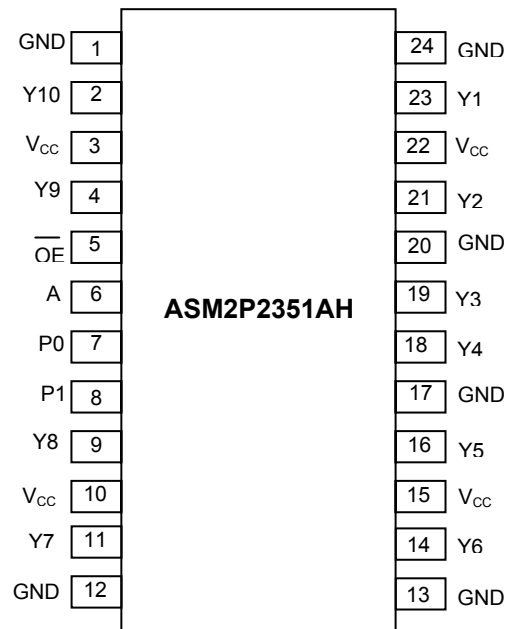 GND 1 24 GND
Y10 2 23 Y1
VCC 3 22 VCC
Y9 4 21 Y2
OE 5 20 GND
A 6 ASM2P2351AH 19 Y3
P0 7 18 Y4
P1 8 17 GND
Y8 9 16 Y5
VCC 10 15 VCC
Y7 11 14 Y6
GND 12 13 GND